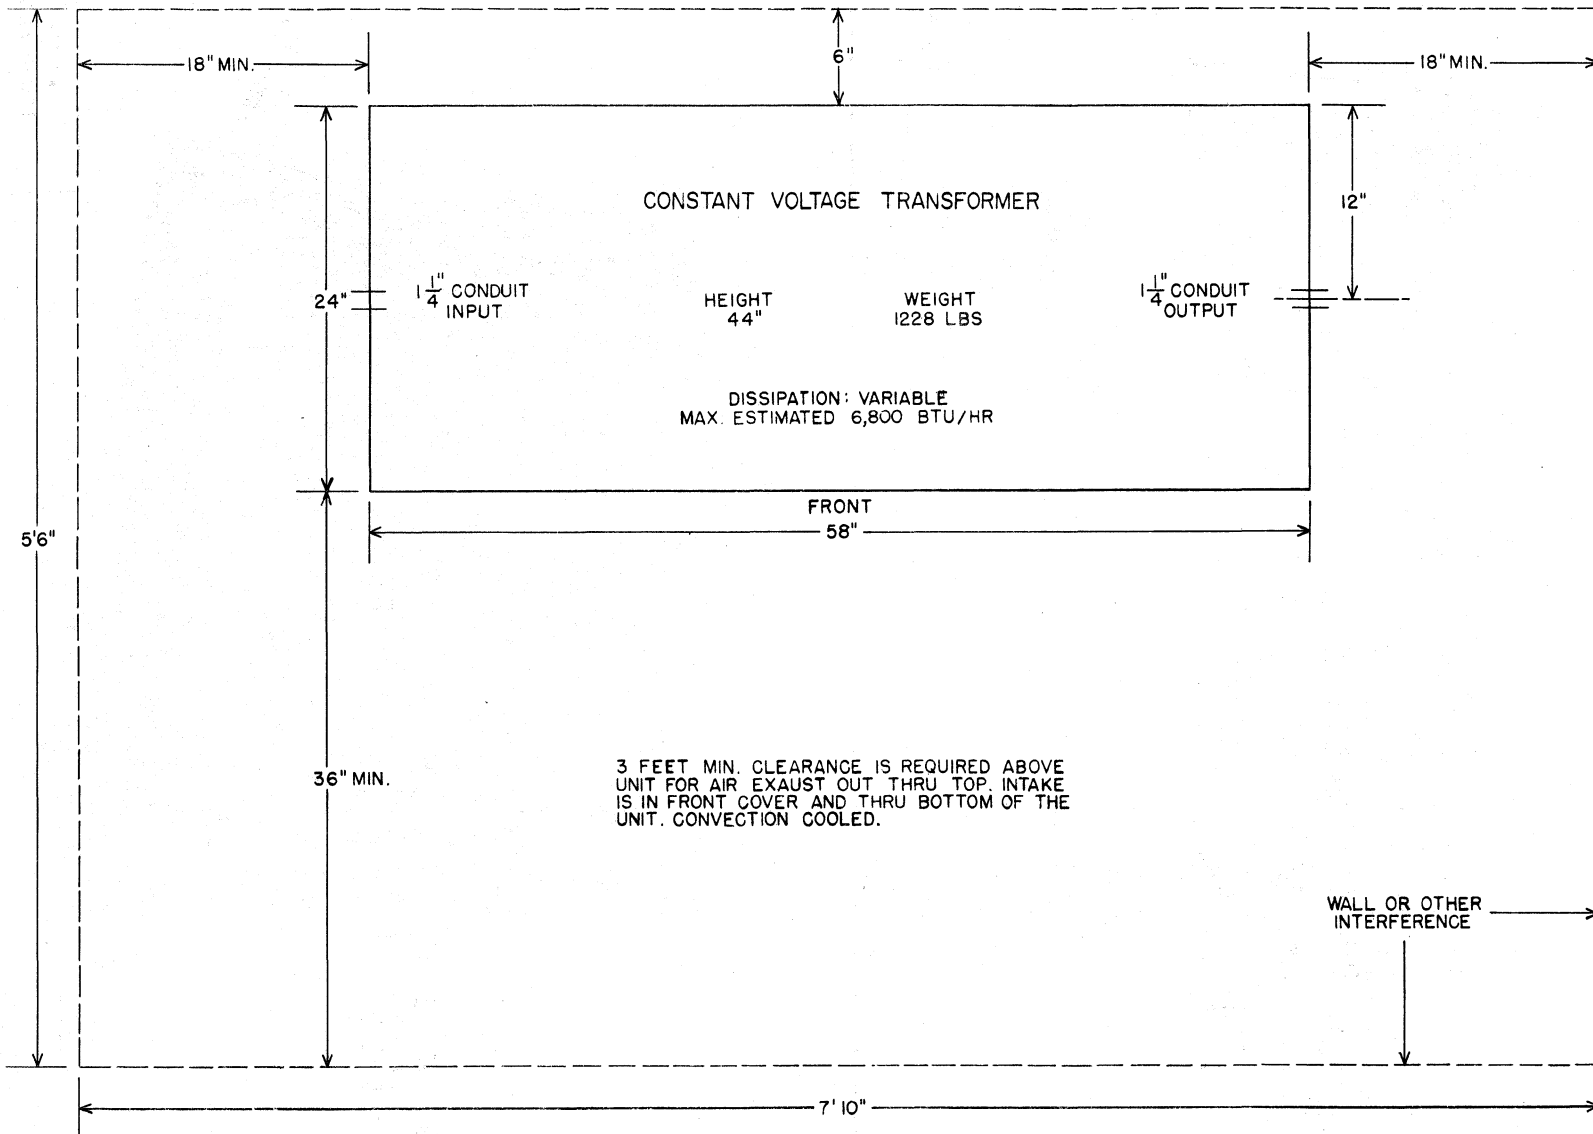 18" MIN.
6"
18" MIN.
CONSTANT VOLTAGE TRANSFORMER
12"
24"
1 1/4" CONDUIT
INPUT
HEIGHT
44"
WEIGHT
1228 LBS
1 1/4" CONDUIT
OUTPUT
DISSIPATION: VARIABLE
MAX. ESTIMATED 6,800 BTU/HR
FRONT
58"
5'6"
36" MIN.
3 FEET MIN. CLEARANCE IS REQUIRED ABOVE
UNIT FOR AIR EXAUST OUT THRU TOP. INTAKE
IS IN FRONT COVER AND THRU BOTTOM OF THE
UNIT. CONVECTION COOLED.
WALL OR OTHER
INTERFERENCE
7' 10"